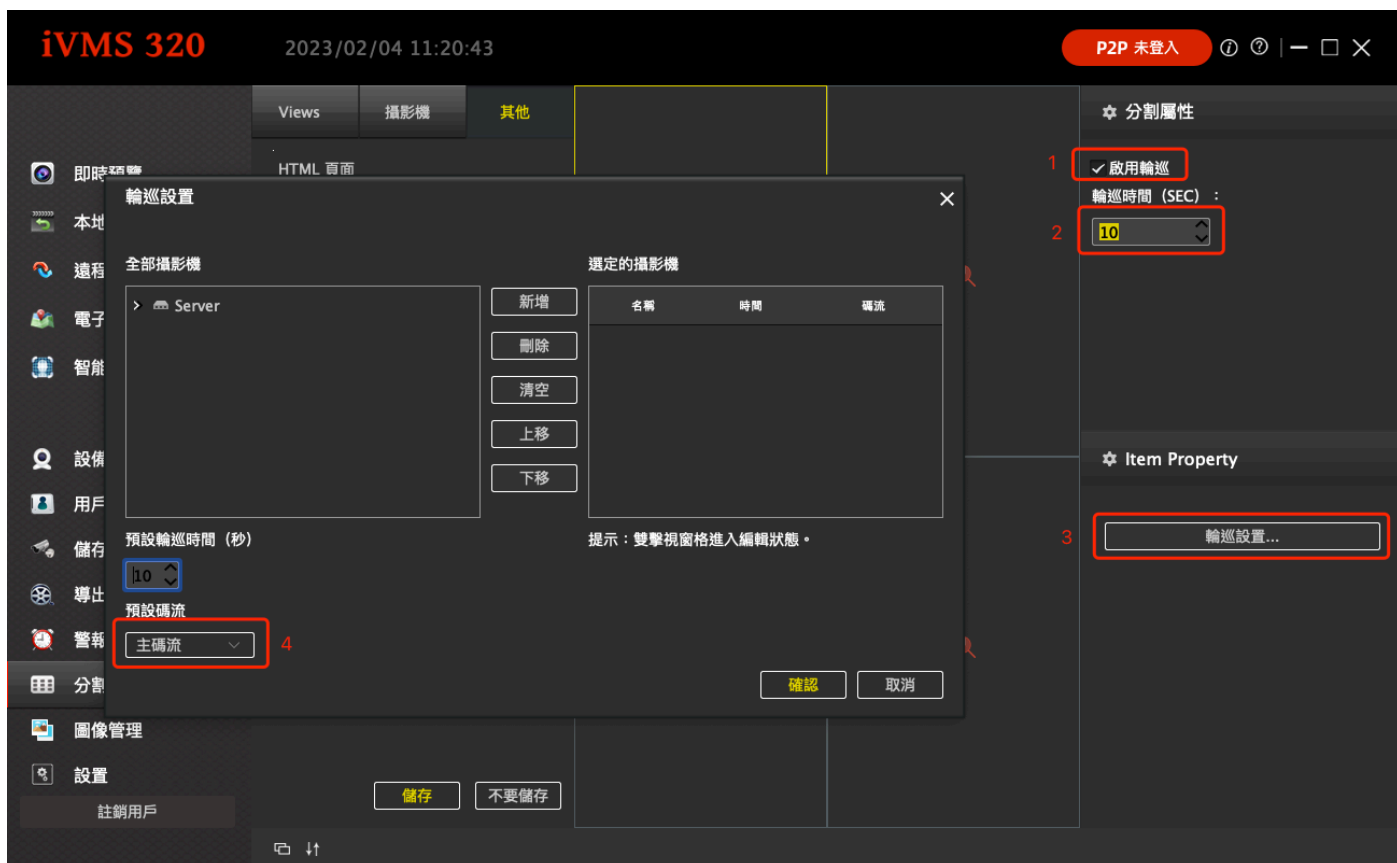 iVMS 320
2023/02/04 11:20:43
P2P 未登入
Views
攝影機
其他
分割屬性
HTML 頁面
1
啟用輪巡
輪巡時間（SEC）：
2
10
即時預覽
本地
遠程
電子
智能
設備
用戶
儲存
導出
警報
分割
圖像管理
設置
註銷用戶
輪巡設置
全部攝影機
選定的攝影機
Server
新增
刪除
清空
上移
下移
名稱
時間
碼流
預設輪巡時間（秒）
提示：雙擊視窗格進入編輯狀態。
10
預設碼流
主碼流
4
確認
取消
Item Property
3
輪巡設置...
儲存
不要儲存